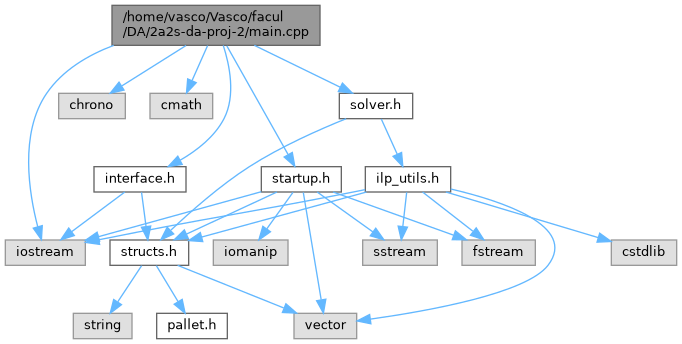 /home/vasco/Vasco/facul
/DA/2a2s-da-proj-2/main.cpp
chrono
cmath
solver.h
interface.h
startup.h
ilp_utils.h
iostream
structs.h
iomanip
sstream
fstream
cstdlib
string
pallet.h
vector